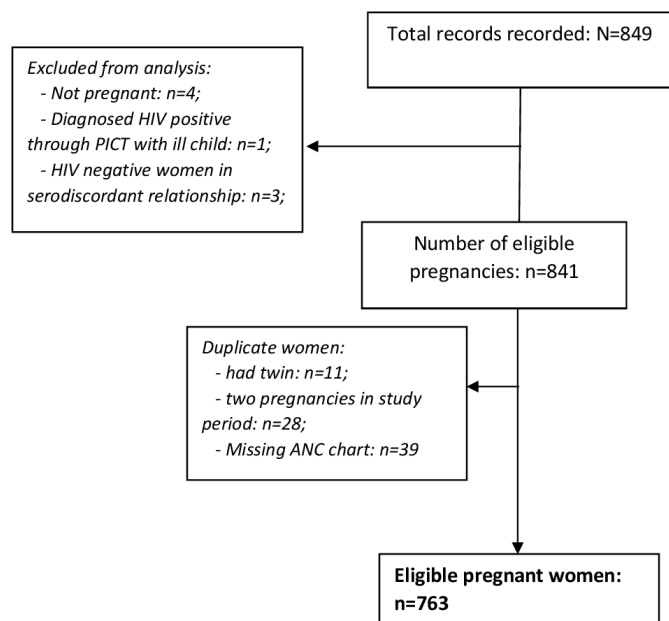 Total records recorded: N=849
Excluded from analysis:
- Not pregnant: n=4;
- Diagnosed HIV positive
through PICT with ill child: n=1;
- HIV negative women in
serodiscordant relationship: n=3;
Number of eligible
pregnancies: n=841
Duplicate women:
- had twin: n=11;
- two pregnancies in study
period: n=28;
- Missing ANC chart: n=39
Eligible pregnant women:
n=763